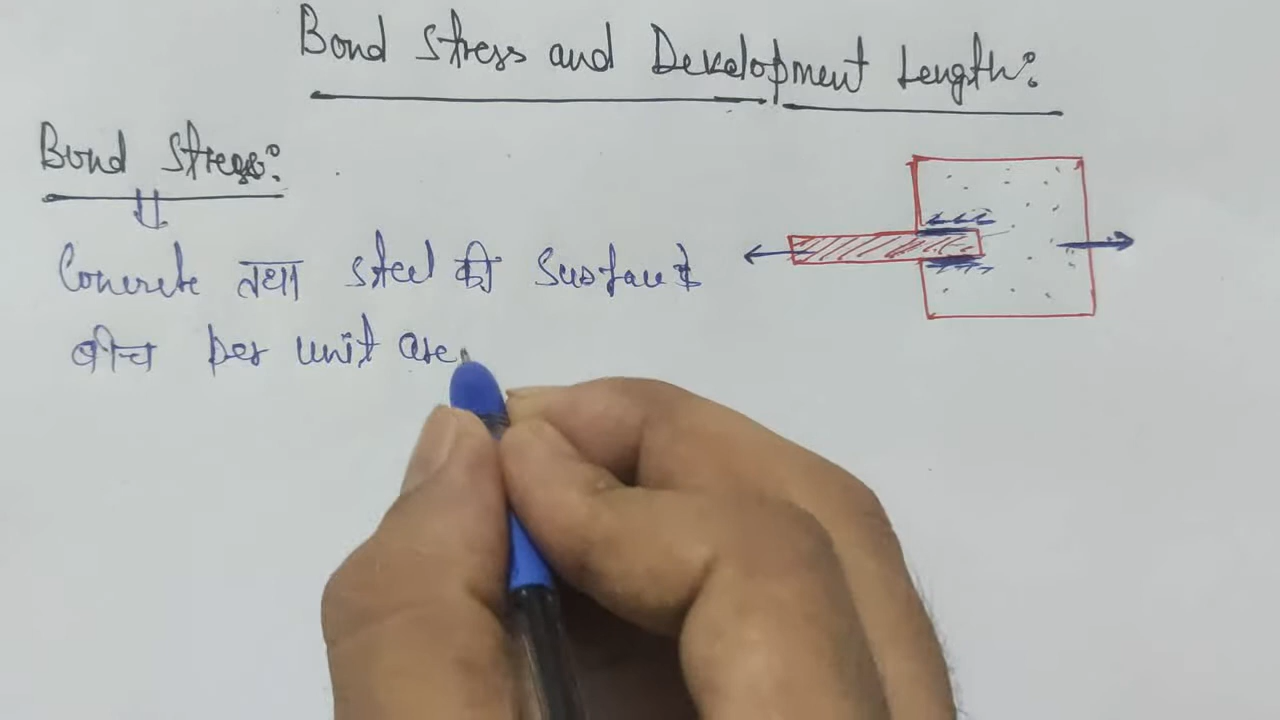 Bond Stress and Development Length:
Bond Stress:
Concrete तथा Steel की Surface के
बीच per unit are